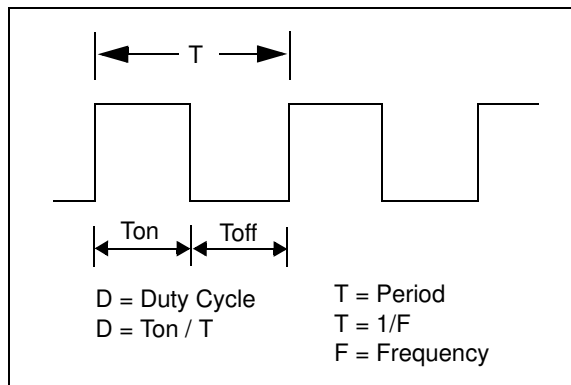 T
Ton
Toff
D = Duty Cycle
D = Ton / T
T = Period
T = 1/F
F = Frequency